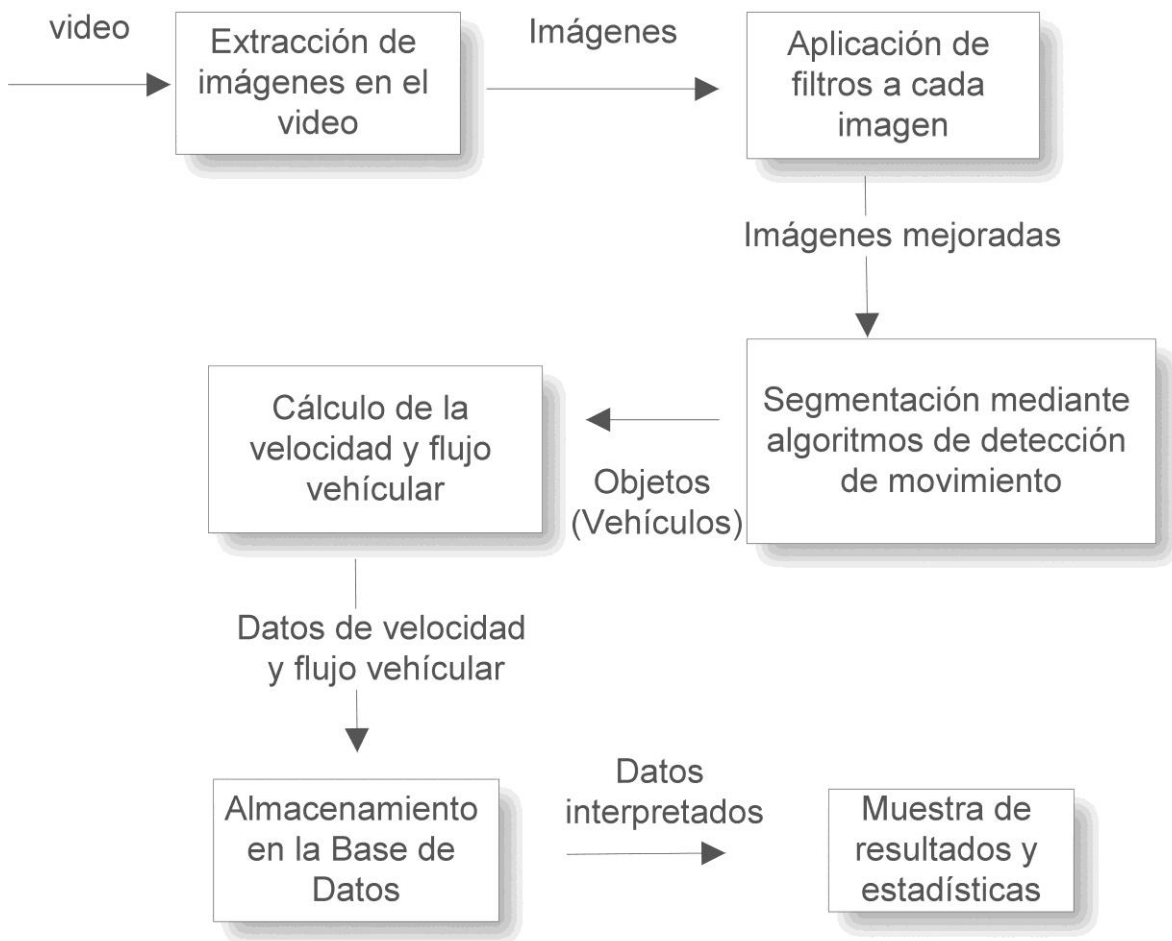 video
Extracción de
imágenes en el
video
Imágenes
Aplicación de
filtros a cada
imagen
Imágenes mejoradas
Segmentación mediante
algoritmos de detección
de movimiento
Objetos
(Vehículos)
Cálculo de la
velocidad y flujo
vehícular
Datos de velocidad
y flujo vehícular
Almacenamiento
en la Base de
Datos
Datos
interpretados
Muestra de
resultados y
estadísticas